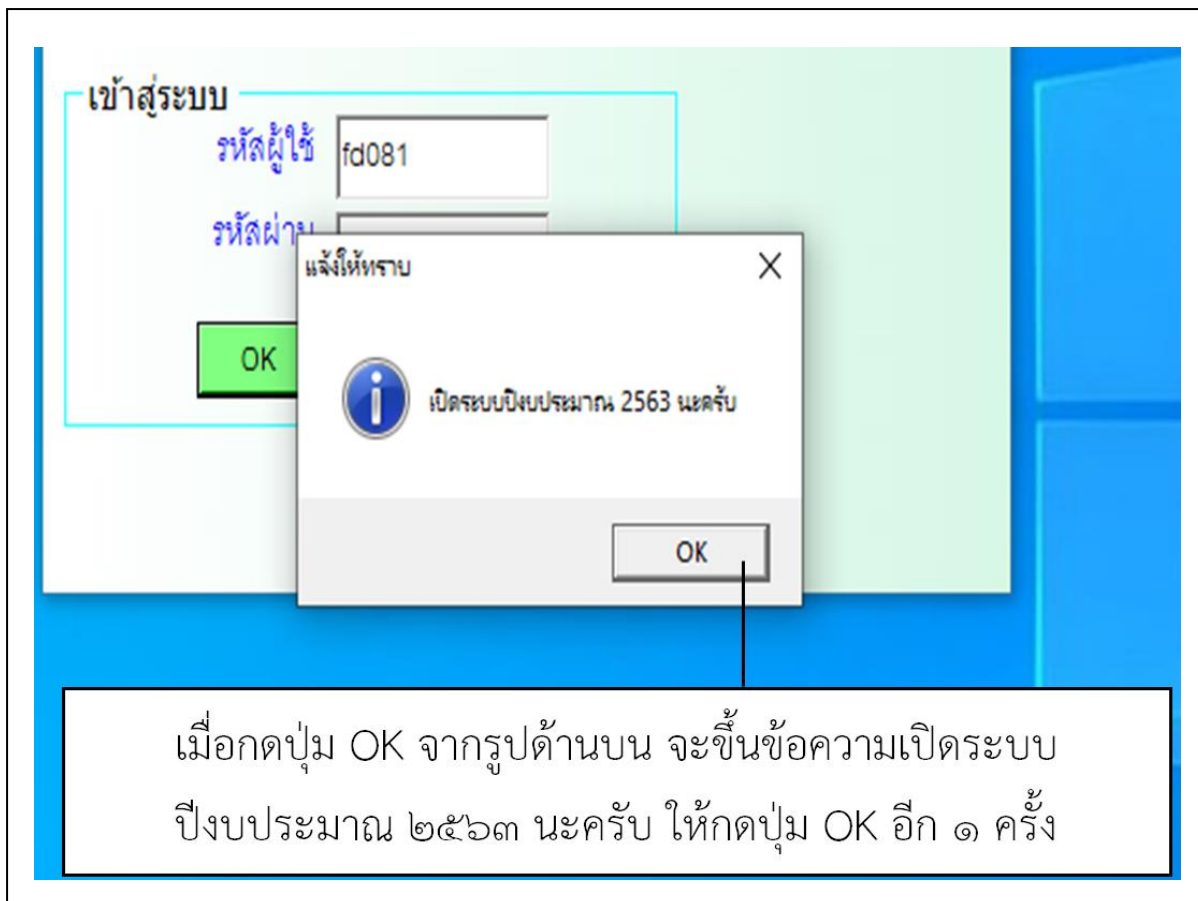 เข้าสู่ระบบ
รหัสผู้ใช้ fd081
รหัสผ่าน
แจ้งให้ทราบ
OK
เปิดระบบปีงบประมาณ 2563 นะครับ
OK
เมื่อกดปุ่ม OK จากรูปด้านบน จะขึ้นข้อความเปิดระบบ
ปีงบประมาณ ๒๕๖๓ นะครับ ให้กดปุ่ม OK อีก ๑ ครั้ง